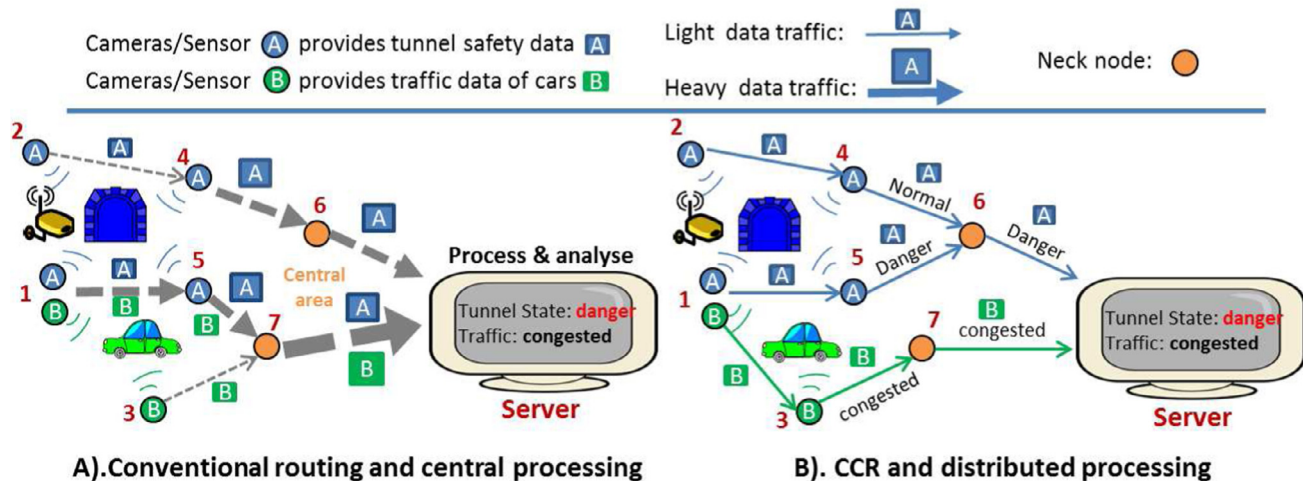 Cameras/Sensor A provides tunnel safety data A
Cameras/Sensor B provides traffic data of cars B
Light data traffic: A
Heavy data traffic: A
Neck node:
2
A
A
4
A
A
6
A
A
1
B
A
B
5
A
A
B
Central
area
7
A
B
B
3
B
Process & analyse
Tunnel State: danger
Traffic: congested
Server
A).Conventional routing and central processing
2
A
A
4
A
A
Normal
6
A
Danger
A
1
B
A
5
A
A
Danger
B
3
B
B
congested
7
B
congested
Tunnel State: danger
Traffic: congested
Server
B). CCR and distributed processing